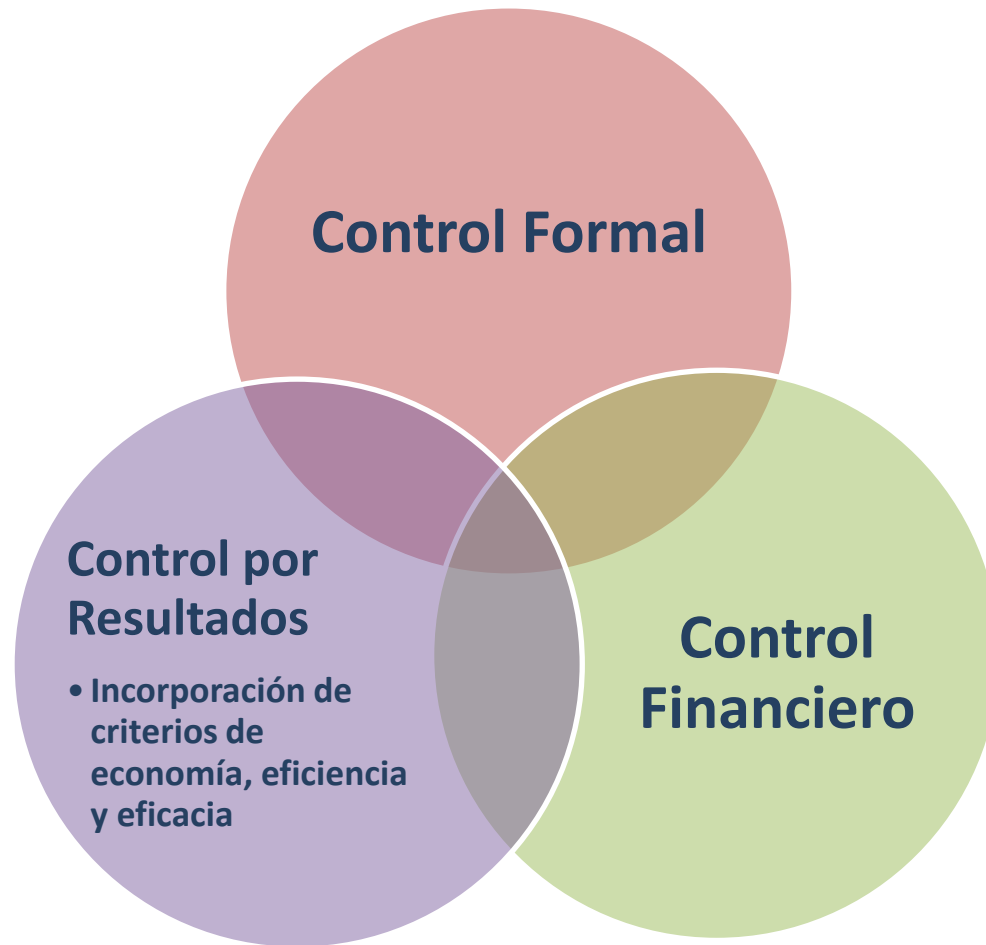 Control Formal
Control por
Resultados
• Incorporación de
criterios de
economía, eficiencia
y eficacia
Control
Financiero